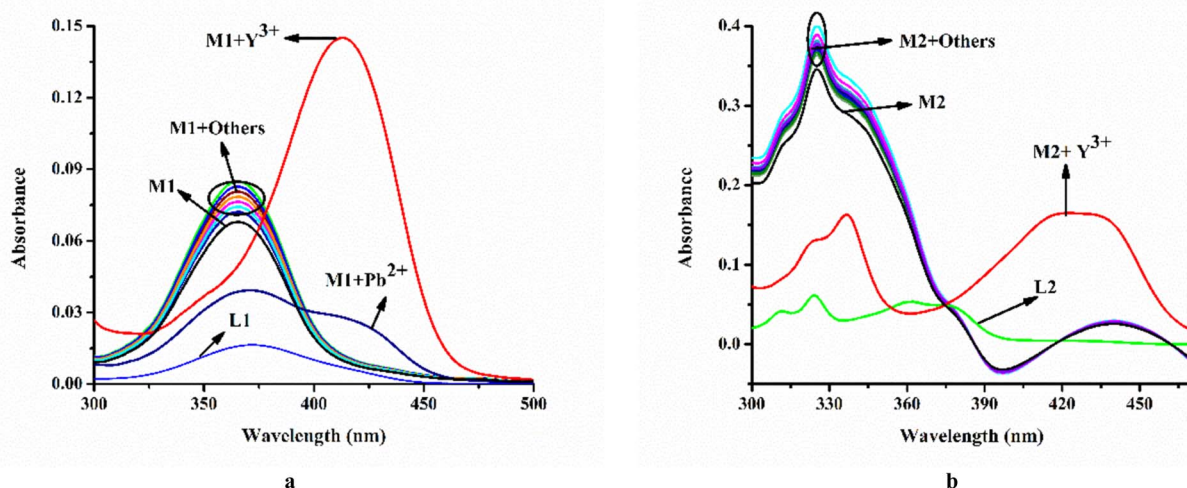 0.15
0.12
0.09
0.06
0.03
0.00
Absorbance
M1+Y3+
M1+Others
M1
M1+Pb2+
L1
300 350 400 450 500
Wavelength (nm)
a
0.4
0.3
0.2
0.1
0.0
Absorbance
M2+Others
M2
M2+ Y3+
L2
300 330 360 390 420 450
Wavelength (nm)
b